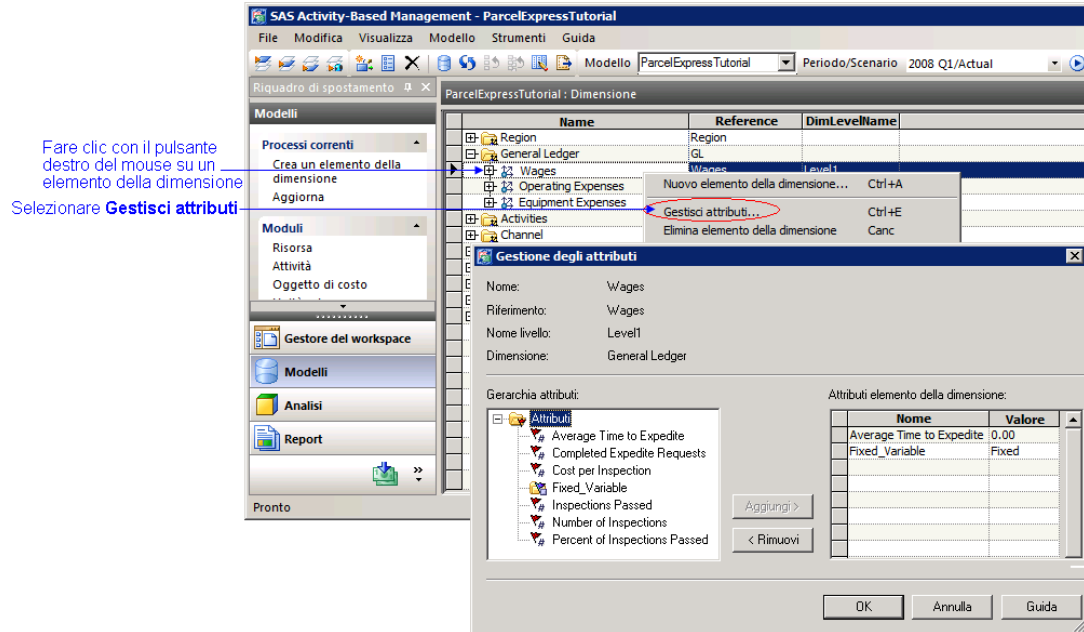 SAS Activity-Based Management - ParcelExpressTutorial
File Modifica Visualizza Modello Strumenti Guida
Modello ParcelExpressTutorial Periodo/Scenario 2008 Q1/Actual
Riquadro di spostamento
ParcelExpressTutorial : Dimensione
Modelli
Name Reference DimLevelName
Processi correnti
Crea un elemento della
dimensione
Aggiorna
Moduli
Risorsa
Attività
Oggetto di costo
Region Region
General Ledger GL
Wages Wages Level1
Operating Expenses
Equipment Expenses
Activities
Channel
Fare clic con il pulsante
destro del mouse su un
elemento della dimensione
Selezionare Gestisci attributi
Nuovo elemento della dimensione... Ctrl+A
Gestisci attributi... Ctrl+E
Elimina elemento della dimensione Canc
Gestore del workspace
Modelli
Analisi
Report
Pronto
Gestione degli attributi
Nome: Wages
Riferimento: Wages
Nome livello: Level1
Dimensione: General Ledger
Gerarchia attributi:
Attributi
Average Time to Expedite
Completed Expedite Requests
Cost per Inspection
Fixed_Variable
Inspections Passed
Number of Inspections
Percent of Inspections Passed
Aggiungi >
< Rimuovi
Attributi elemento della dimensione:
Nome Valore
Average Time to Expedite 0.00
Fixed_Variable Fixed
OK Annulla Guida